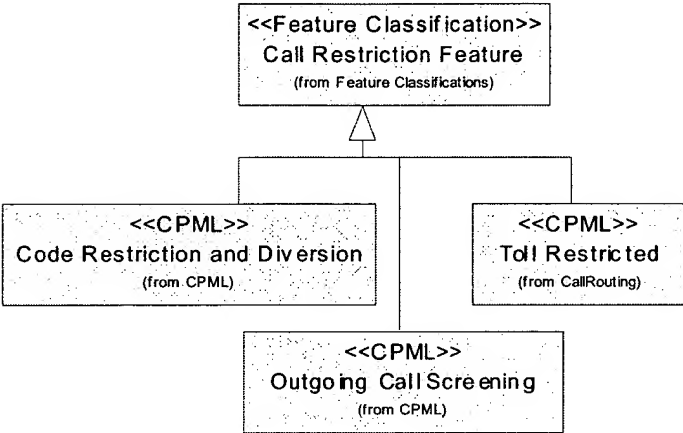 <<Feature Classification>>
Call Restriction Feature
(from Feature Classifications)
<<CPML>>
Code Restriction and Diversion
(from CPML)
<<CPML>>
Toll Restricted
(from CallRouting)
<<CPML>>
Outgoing Call Screening
(from CPML)